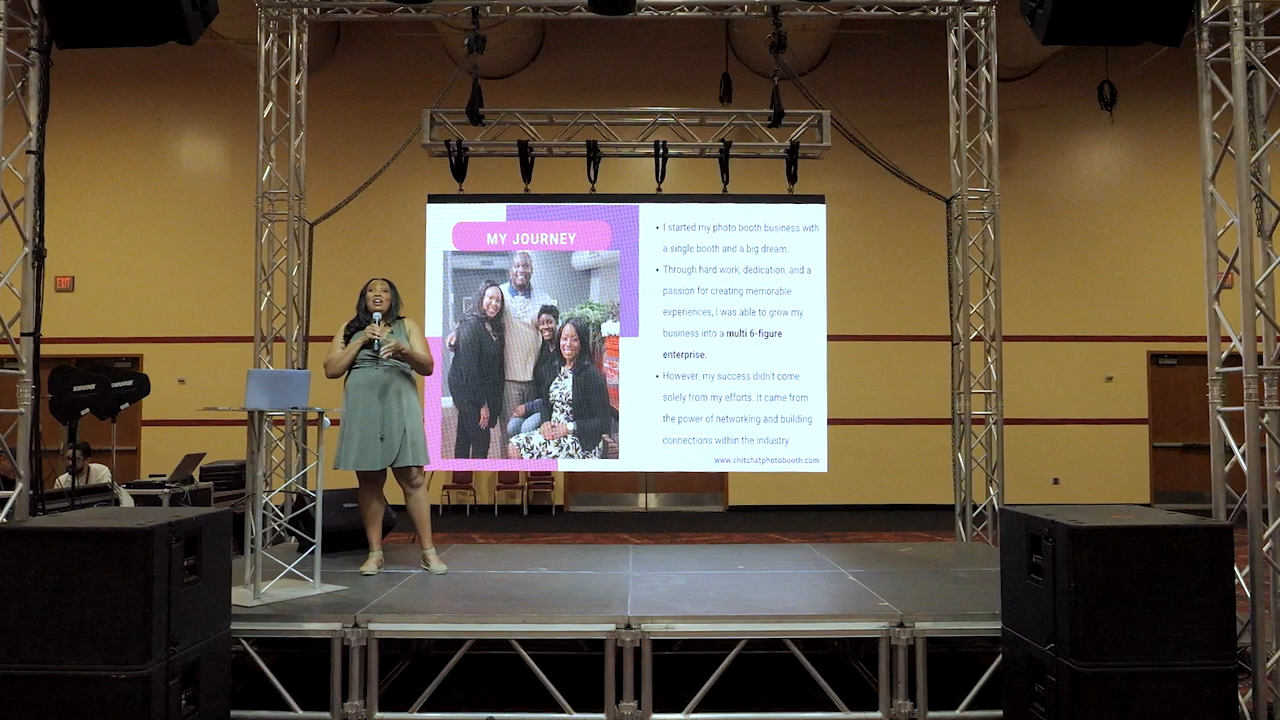 MY JOURNEY
• I started my photo booth business with
a single booth and a big dream.
• Through hard work, dedication, and a
passion for creating memorable
experiences, I was able to grow my
business into a multi 6-figure
enterprise.
• However, my success didn't come
solely from my efforts. It came from
the power of networking and building
connections within the industry.
www.chitchatphotobooth.com
EXIT